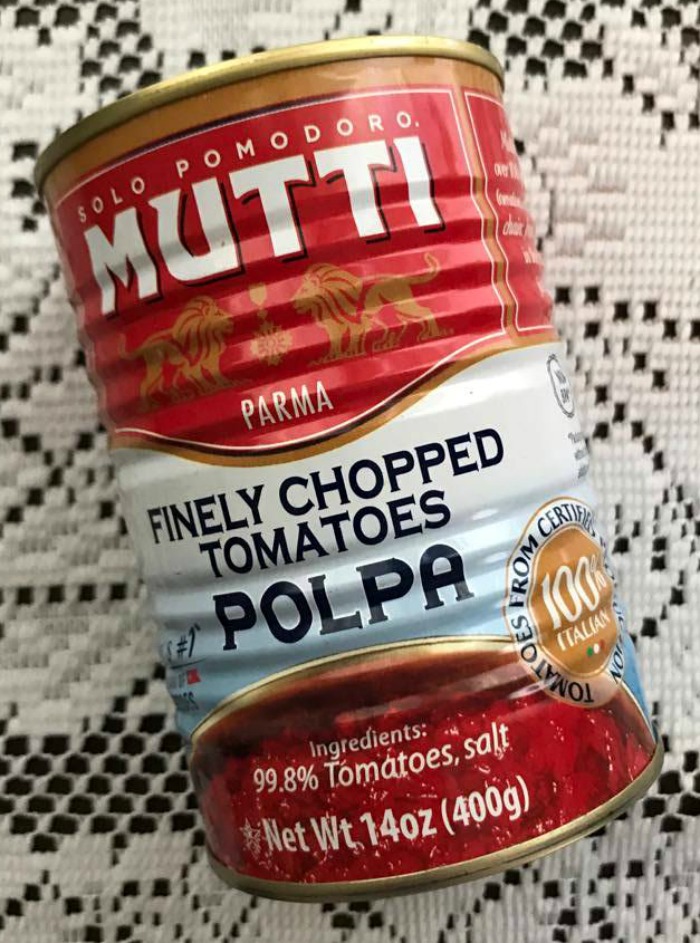 SOLO POMODORO.
MUTTI
PARMA
FINELY CHOPPED
TOMATOES
POLPA
#1
TOMATOES FROM CERTIFIED
100%
ITALIAN
Ingredients:
99.8% Tomatoes, salt
Net Wt 14oz (400g)